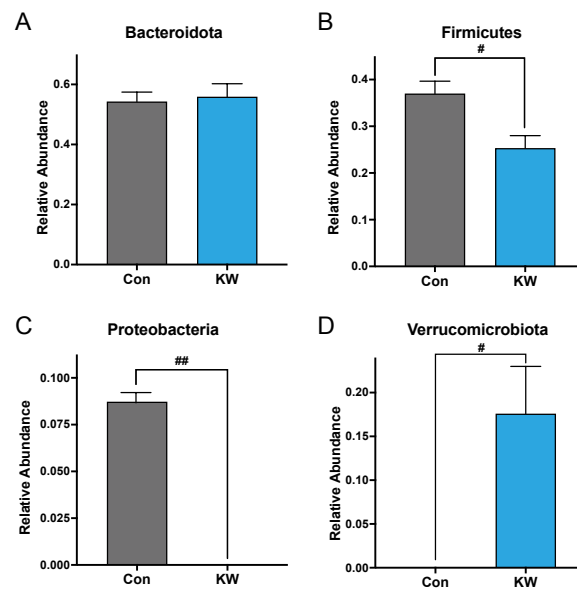 A
Bacteroidota
Relative Abundance
0.6
0.4
0.2
0.0
Con KW
B
Firmicutes
#
Relative Abundance
0.4
0.3
0.2
0.1
0.0
Con KW
C
Proteobacteria
##
Relative Abundance
0.100
0.075
0.050
0.025
0.000
Con KW
D
Verrucomicrobiota
#
Relative Abundance
0.20
0.15
0.10
0.05
0.00
Con KW